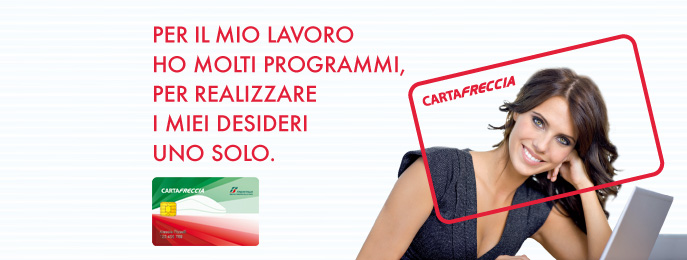 PER IL MIO LAVORO
HO MOLTI PROGRAMMI,
PER REALIZZARE
I MIEI DESIDERI
UNO SOLO.
CARTAFRECCIA
CARTAFRECCIA